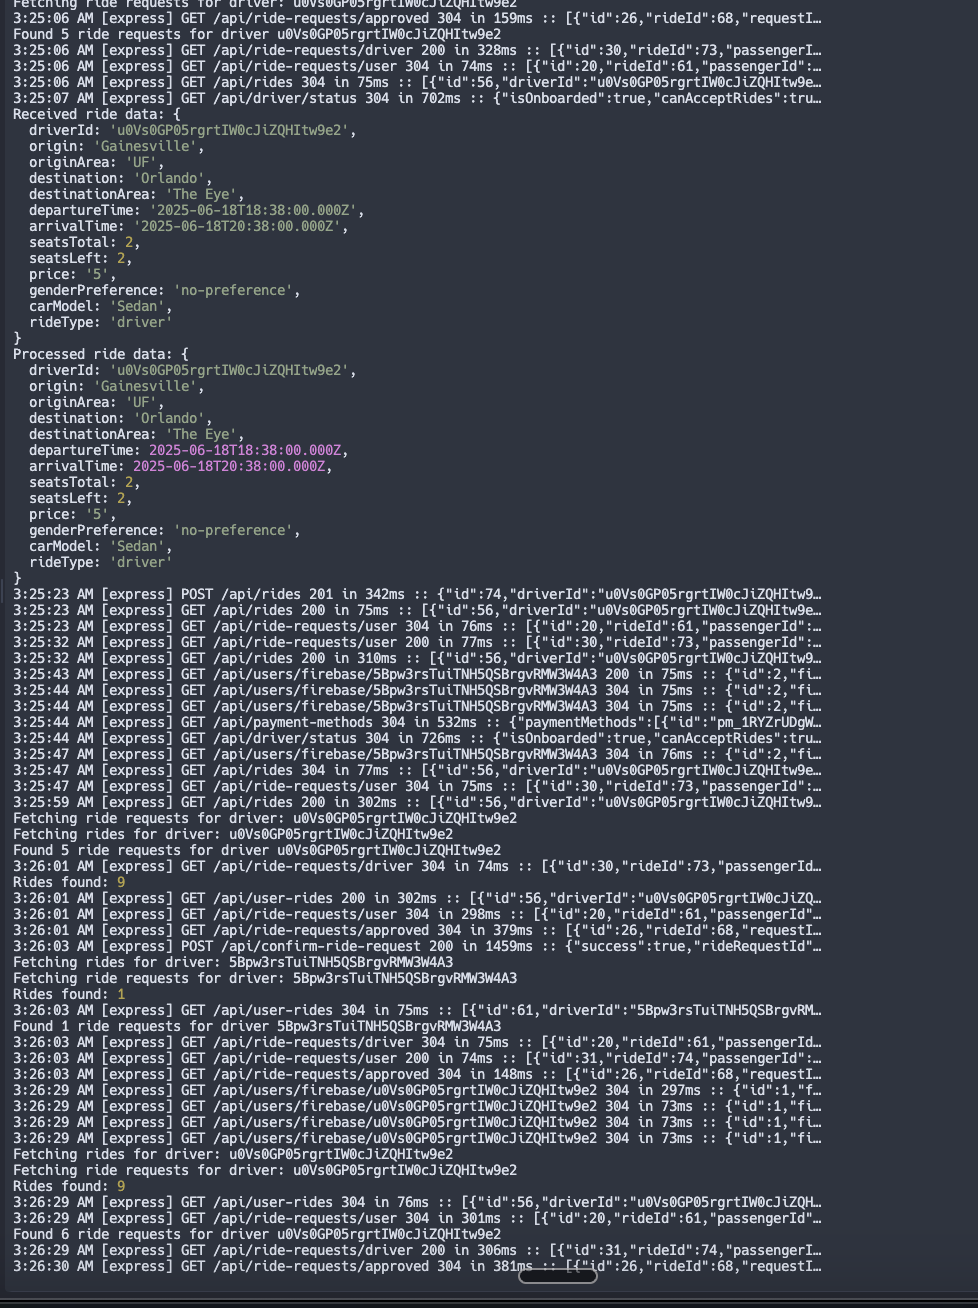 Fetching ride requests for driver: u0Vs0GP05rgrtIW0cJiZQHItw9e2
3:25:06 AM [express] GET /api/ride-requests/approved 304 in 159ms :: [{"id":26,"rideId":68,"requestI…
Found 5 ride requests for driver u0Vs0GP05rgrtIW0cJiZQHItw9e2
3:25:06 AM [express] GET /api/ride-requests/driver 200 in 328ms :: [{"id":30,"rideId":73,"passengerI…
3:25:06 AM [express] GET /api/ride-requests/user 304 in 74ms :: [{"id":20,"rideId":61,"passengerId":…
3:25:06 AM [express] GET /api/rides 304 in 75ms :: [{"id":56,"driverId":"u0Vs0GP05rgrtIW0cJiZQHItw9e…
3:25:07 AM [express] GET /api/driver/status 304 in 702ms :: {"isOnboarded":true,"canAcceptRides":tru…
Received ride data: {
  driverId: 'u0Vs0GP05rgrtIW0cJiZQHItw9e2',
  origin: 'Gainesville',
  originArea: 'UF',
  destination: 'Orlando',
  destinationArea: 'The Eye',
  departureTime: '2025-06-18T18:38:00.000Z',
  arrivalTime: '2025-06-18T20:38:00.000Z',
  seatsTotal: 2,
  seatsLeft: 2,
  price: '5',
  genderPreference: 'no-preference',
  carModel: 'Sedan',
  rideType: 'driver'
}
Processed ride data: {
  driverId: 'u0Vs0GP05rgrtIW0cJiZQHItw9e2',
  origin: 'Gainesville',
  originArea: 'UF',
  destination: 'Orlando',
  destinationArea: 'The Eye',
  departureTime: 2025-06-18T18:38:00.000Z,
  arrivalTime: 2025-06-18T20:38:00.000Z,
  seatsTotal: 2,
  seatsLeft: 2,
  price: '5',
  genderPreference: 'no-preference',
  carModel: 'Sedan',
  rideType: 'driver'
}
3:25:23 AM [express] POST /api/rides 201 in 342ms :: {"id":74,"driverId":"u0Vs0GP05rgrtIW0cJiZQHItw9…
3:25:23 AM [express] GET /api/rides 200 in 75ms :: [{"id":56,"driverId":"u0Vs0GP05rgrtIW0cJiZQHItw9e…
3:25:23 AM [express] GET /api/ride-requests/user 304 in 76ms :: [{"id":20,"rideId":61,"passengerId":…
3:25:32 AM [express] GET /api/ride-requests/user 200 in 77ms :: [{"id":30,"rideId":73,"passengerId":…
3:25:32 AM [express] GET /api/rides 200 in 310ms :: [{"id":56,"driverId":"u0Vs0GP05rgrtIW0cJiZQHItw9…
3:25:43 AM [express] GET /api/users/firebase/5Bpw3rsTuiTNH5QSBrgvRMW3W4A3 200 in 75ms :: {"id":2,"fi…
3:25:44 AM [express] GET /api/users/firebase/5Bpw3rsTuiTNH5QSBrgvRMW3W4A3 304 in 75ms :: {"id":2,"fi…
3:25:44 AM [express] GET /api/users/firebase/5Bpw3rsTuiTNH5QSBrgvRMW3W4A3 304 in 75ms :: {"id":2,"fi…
3:25:44 AM [express] GET /api/payment-methods 304 in 532ms :: {"paymentMethods":[{"id":"pm_1RYZrUDgW…
3:25:44 AM [express] GET /api/driver/status 304 in 726ms :: {"isOnboarded":true,"canAcceptRides":tru…
3:25:47 AM [express] GET /api/users/firebase/5Bpw3rsTuiTNH5QSBrgvRMW3W4A3 304 in 76ms :: {"id":2,"fi…
3:25:47 AM [express] GET /api/rides 304 in 77ms :: [{"id":56,"driverId":"u0Vs0GP05rgrtIW0cJiZQHItw9e…
3:25:47 AM [express] GET /api/ride-requests/user 304 in 75ms :: [{"id":30,"rideId":73,"passengerId":…
3:25:59 AM [express] GET /api/rides 200 in 302ms :: [{"id":56,"driverId":"u0Vs0GP05rgrtIW0cJiZQHItw9…
Fetching ride requests for driver: u0Vs0GP05rgrtIW0cJiZQHItw9e2
Fetching rides for driver: u0Vs0GP05rgrtIW0cJiZQHItw9e2
Found 5 ride requests for driver u0Vs0GP05rgrtIW0cJiZQHItw9e2
3:26:01 AM [express] GET /api/ride-requests/driver 304 in 74ms :: [{"id":30,"rideId":73,"passengerId…
Rides found: 9
3:26:01 AM [express] GET /api/user-rides 200 in 302ms :: [{"id":56,"driverId":"u0Vs0GP05rgrtIW0cJiZQ…
3:26:01 AM [express] GET /api/ride-requests/user 304 in 298ms :: [{"id":20,"rideId":61,"passengerId"…
3:26:01 AM [express] GET /api/ride-requests/approved 304 in 379ms :: [{"id":26,"rideId":68,"requestI…
3:26:03 AM [express] POST /api/confirm-ride-request 200 in 1459ms :: {"success":true,"rideRequestId"…
Fetching rides for driver: 5Bpw3rsTuiTNH5QSBrgvRMW3W4A3
Fetching ride requests for driver: 5Bpw3rsTuiTNH5QSBrgvRMW3W4A3
Rides found: 1
3:26:03 AM [express] GET /api/user-rides 304 in 75ms :: [{"id":61,"driverId":"5Bpw3rsTuiTNH5QSBrgvRM…
Found 1 ride requests for driver 5Bpw3rsTuiTNH5QSBrgvRMW3W4A3
3:26:03 AM [express] GET /api/ride-requests/driver 304 in 75ms :: [{"id":20,"rideId":61,"passengerId…
3:26:03 AM [express] GET /api/ride-requests/user 200 in 74ms :: [{"id":31,"rideId":74,"passengerId":…
3:26:03 AM [express] GET /api/ride-requests/approved 304 in 148ms :: [{"id":26,"rideId":68,"requestI…
3:26:29 AM [express] GET /api/users/firebase/u0Vs0GP05rgrtIW0cJiZQHItw9e2 304 in 297ms :: {"id":1,"f…
3:26:29 AM [express] GET /api/users/firebase/u0Vs0GP05rgrtIW0cJiZQHItw9e2 304 in 73ms :: {"id":1,"fi…
3:26:29 AM [express] GET /api/users/firebase/u0Vs0GP05rgrtIW0cJiZQHItw9e2 304 in 73ms :: {"id":1,"fi…
3:26:29 AM [express] GET /api/users/firebase/u0Vs0GP05rgrtIW0cJiZQHItw9e2 304 in 73ms :: {"id":1,"fi…
Fetching rides for driver: u0Vs0GP05rgrtIW0cJiZQHItw9e2
Fetching ride requests for driver: u0Vs0GP05rgrtIW0cJiZQHItw9e2
Rides found: 9
3:26:29 AM [express] GET /api/user-rides 304 in 76ms :: [{"id":56,"driverId":"u0Vs0GP05rgrtIW0cJiZQH…
3:26:29 AM [express] GET /api/ride-requests/user 304 in 301ms :: [{"id":20,"rideId":61,"passengerId"…
Found 6 ride requests for driver u0Vs0GP05rgrtIW0cJiZQHItw9e2
3:26:29 AM [express] GET /api/ride-requests/driver 200 in 306ms :: [{"id":31,"rideId":74,"passengerI…
3:26:30 AM [express] GET /api/ride-requests/approved 304 in 381ms :: [{"id":26,"rideId":68,"requestI…